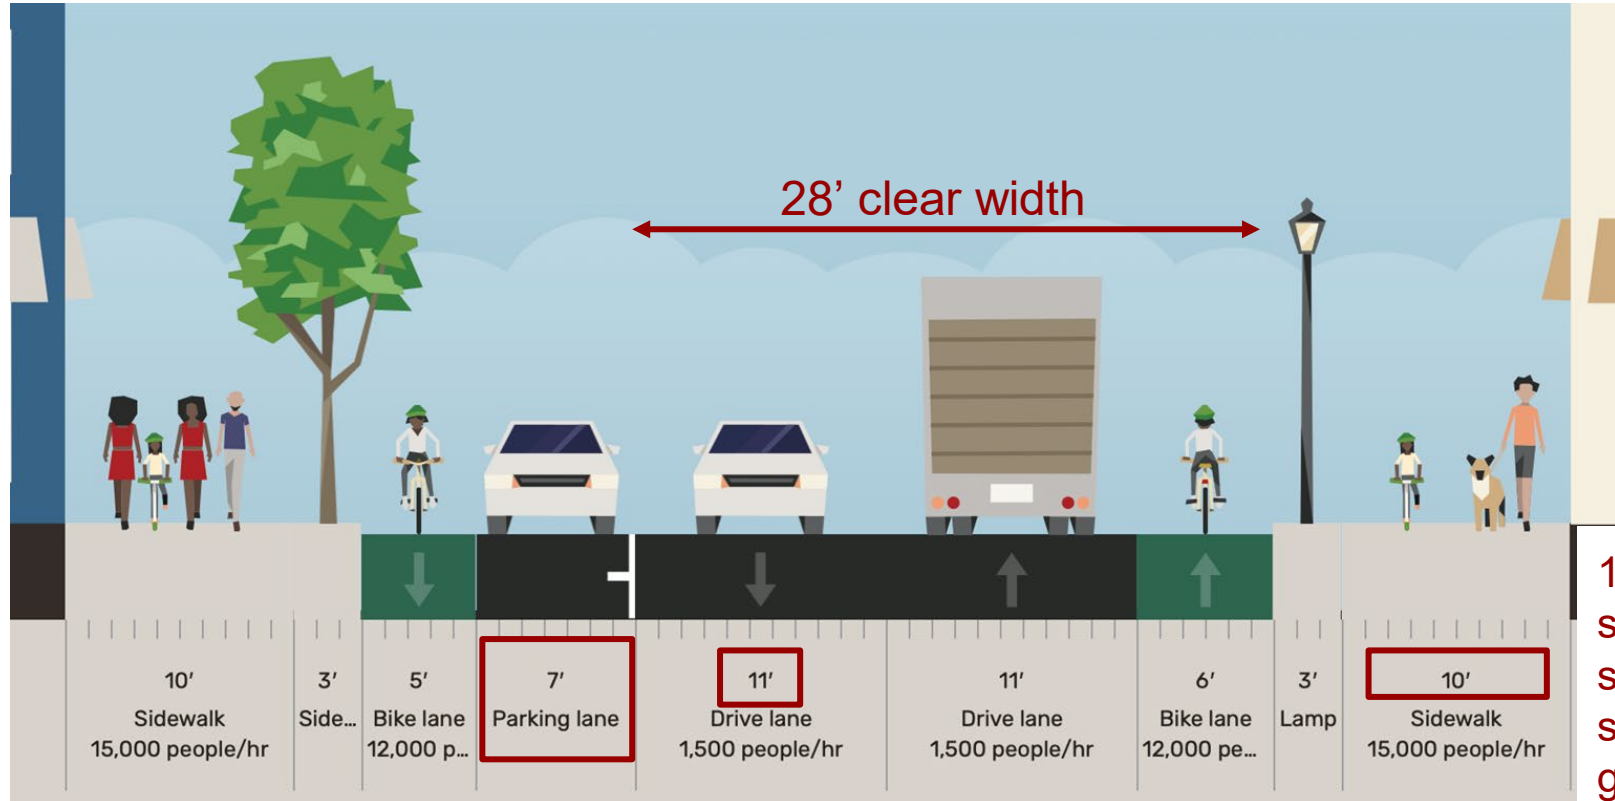 28’ clear width
10′ 3′ 5′ 7′ 11′ 11′ 6′ 3′ 10′
Sidewalk Side… Bike lane Parking lane Drive lane Drive lane Bike lane Lamp Sidewalk
15,000 people/hr 12,000 p… 1,500 people/hr 1,500 people/hr 12,000 pe… 15,000 people/hr